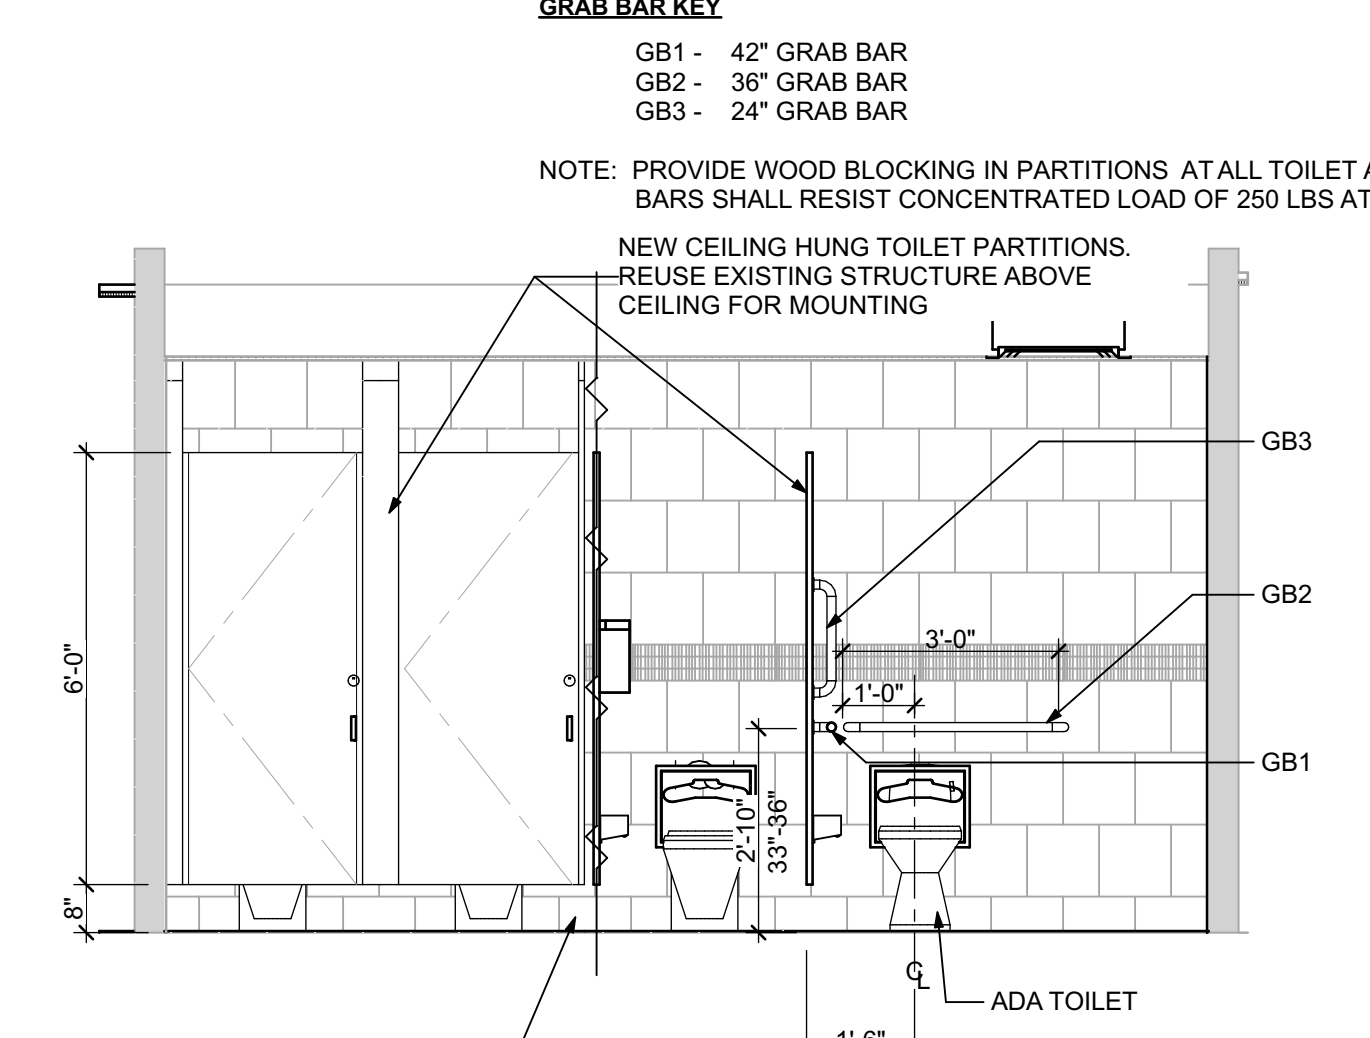 GRAB BAR KEY
GB1 - 42" GRAB BAR
GB2 - 36" GRAB BAR
GB3 - 24" GRAB BAR
NOTE: PROVIDE WOOD BLOCKING IN PARTITIONS AT ALL TOILET
BARS SHALL RESIST CONCENTRATED LOAD OF 250 LBS AT
NEW CEILING HUNG TOILET PARTITIONS.
REUSE EXISTING STRUCTURE ABOVE
CEILING FOR MOUNTING
GB3
GB2
3'-0"
6'-0"
1'-0"
GB1
2'-10"
33"-36"
8"
CL
ADA TOILET
1'-6"